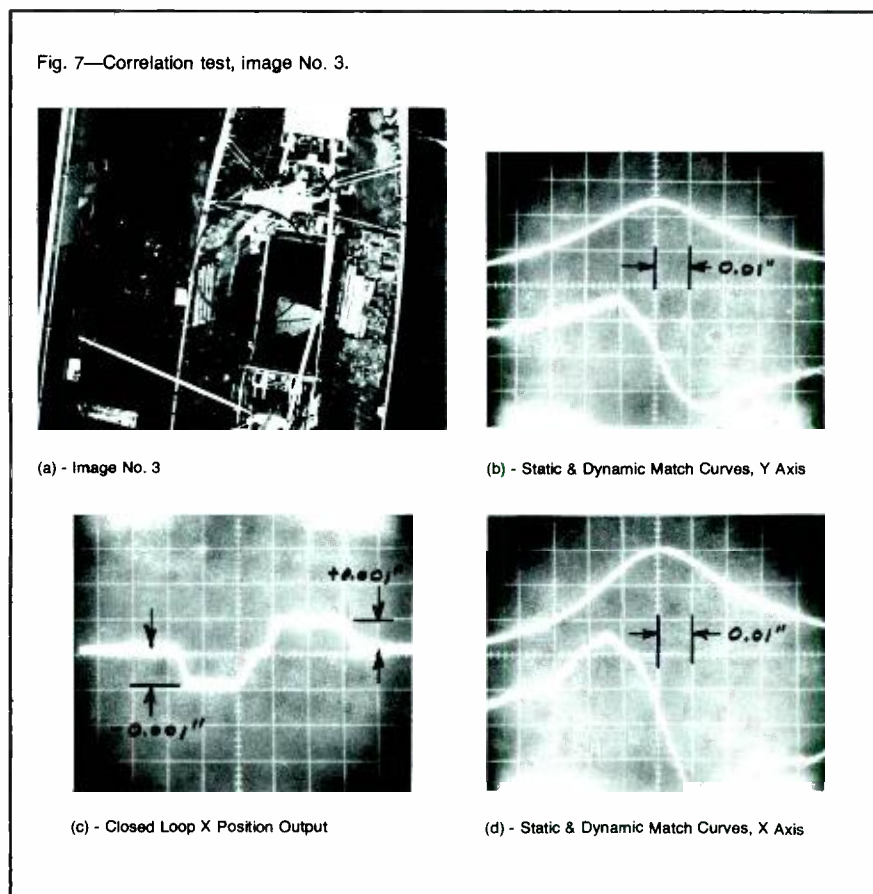 Fig. 7—Correlation test, image No. 3.
0.01"
(a) - Image No. 3
(b) - Static & Dynamic Match Curves, Y Axis
+0.001"
-0.001"
0.01"
(c) - Closed Loop X Position Output
(d) - Static & Dynamic Match Curves, X Axis